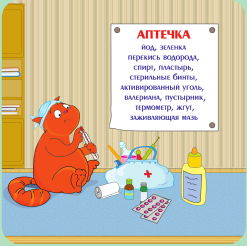 АПТЕЧКА
ЙОД, ЗЕЛЕНКА
ПЕРЕКИСЬ ВОДОРОДА,
СПИРТ, ПЛАСТЫРЬ,
СТЕРИЛЬНЫЕ БИНТЫ,
АКТИВИРОВАННЫЙ УГОЛЬ,
ВАЛЕРИАНА, ПУСТЫРНИК,
ТЕРМОМЕТР, ЖГУТ,
ЗАЖИВЛЯЮЩАЯ МАЗЬ